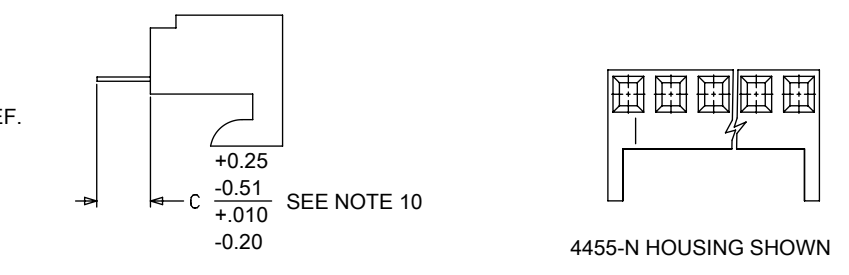 EF.
+0.25
-0.51
C SEE NOTE 10
+.010
-0.20
4455-N HOUSING SHOWN